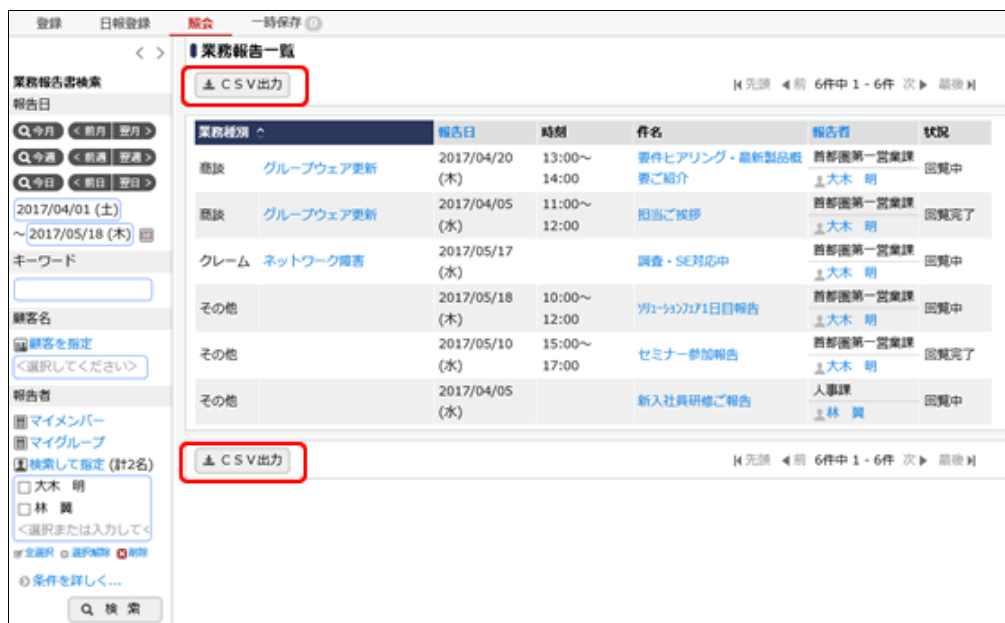 登録 日報登録 照会 一時保存 0
業務報告書検索
報告日
今月 <前月 翌月>
今週 <前週 翌週>
今日 <前日 翌日>
2017/04/01 (土)
～2017/05/18 (木)
キーワード
顧客名
顧客を指定
<選択してください>
報告者
マイメンバー
マイグループ
検索して指定 (計2名)
大木 明
林 翼
<選択または入力して<
全選択 選択解除 削除
条件を詳しく...
検 索
業務報告一覧
ＣＳＶ出力 先頭 前 6件中 1 - 6件 次 最後
業務種別 報告日 時刻 件名 報告者 状況
商談 グループウェア更新 2017/04/20 (木) 13:00～14:00 要件ヒアリング・最新製品概要ご紹介 首都圏第一営業課 大木 明 回覧中
商談 グループウェア更新 2017/04/05 (水) 11:00～12:00 担当ご挨拶 首都圏第一営業課 大木 明 回覧完了
クレーム ネットワーク障害 2017/05/17 (水) 調査・SE対応中 首都圏第一営業課 大木 明 回覧中
その他 2017/05/18 (木) 10:00～12:00 ｿﾘｭｰｼｮﾝﾌｪｱ1日目報告 首都圏第一営業課 大木 明 回覧中
その他 2017/05/10 (水) 15:00～17:00 セミナー参加報告 首都圏第一営業課 大木 明 回覧完了
その他 2017/04/05 (水) 新入社員研修ご報告 人事課 林 翼 回覧中
ＣＳＶ出力 先頭 前 6件中 1 - 6件 次 最後